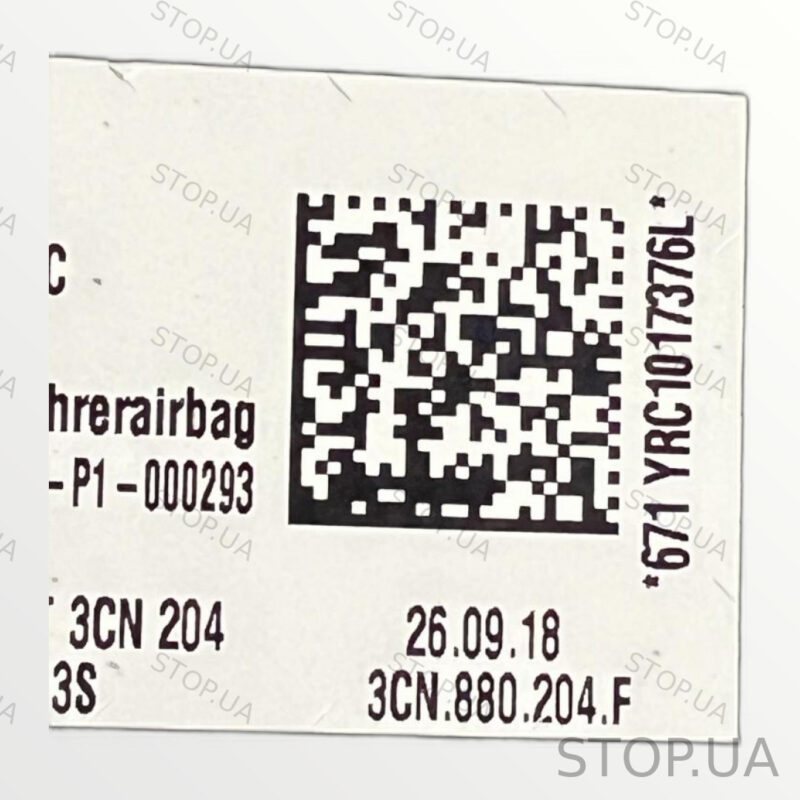 C
hrerairbag
-P1-000293
3CN 204
3S
26.09.18
3CN.880.204.F
*671 YRC1017376L*
STOP.UA